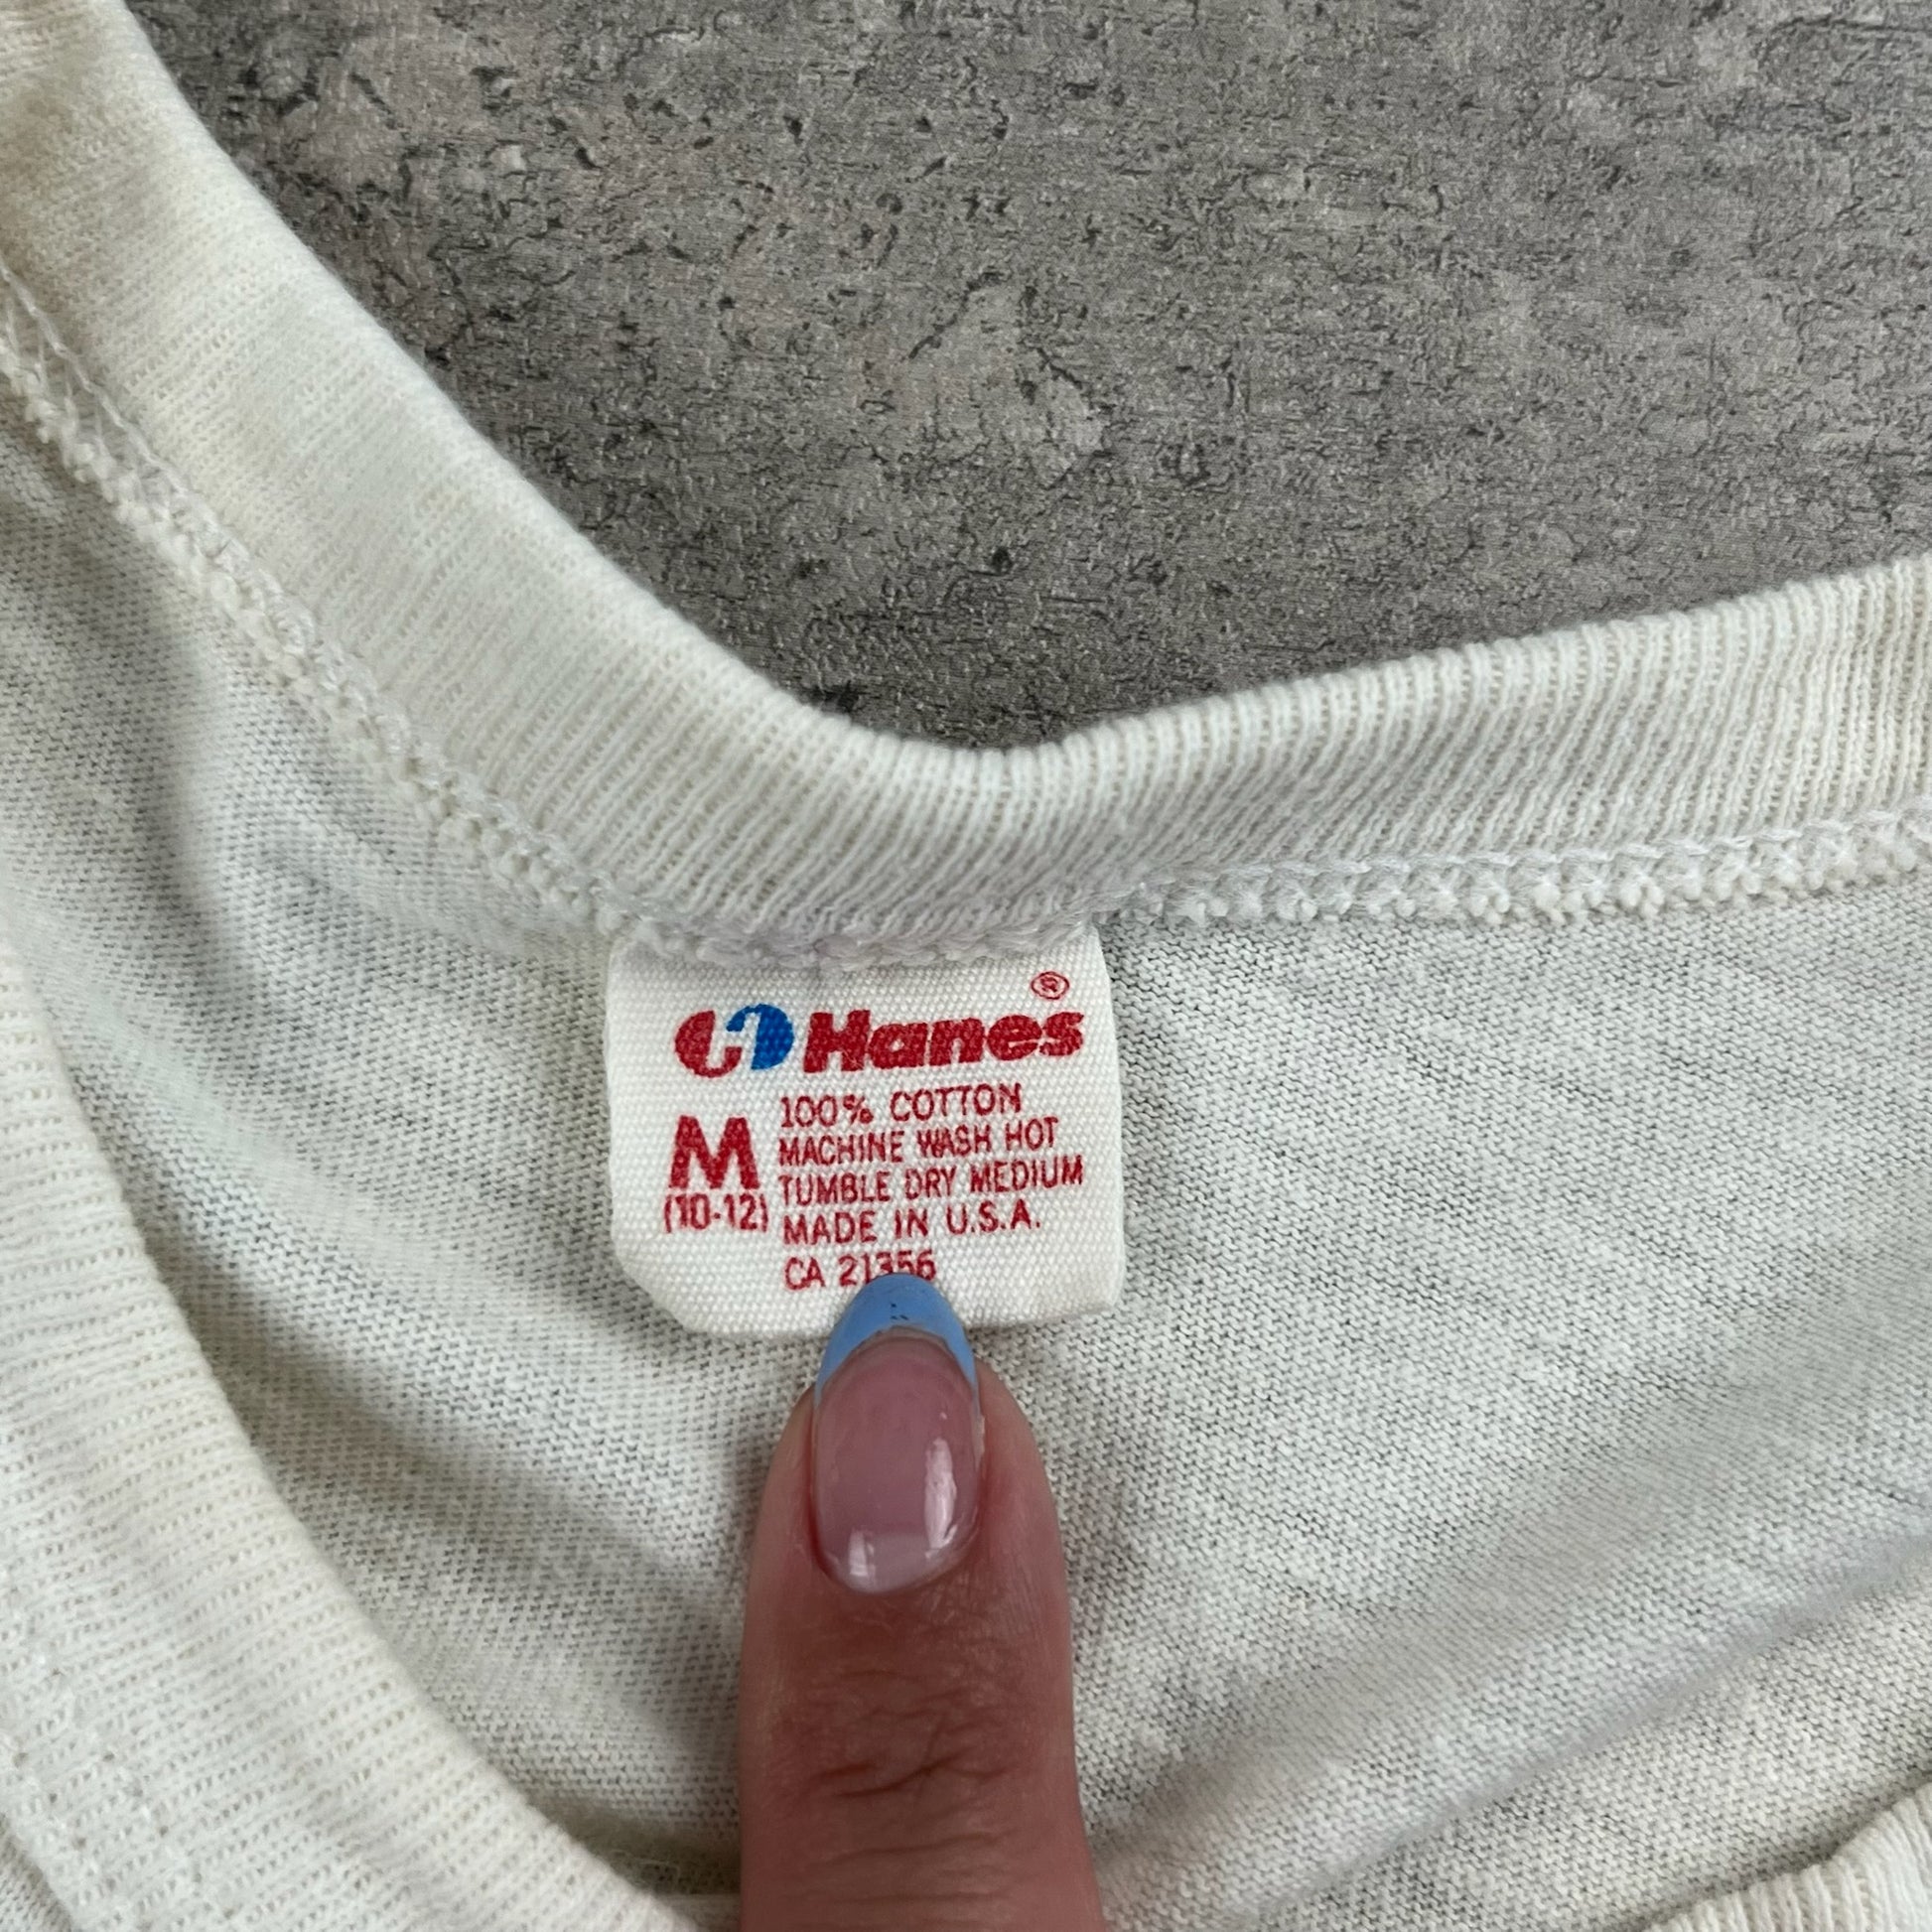 Hanes®
M
(10-12)
100% COTTON
MACHINE WASH HOT
TUMBLE DRY MEDIUM
MADE IN U.S.A.
CA 21356